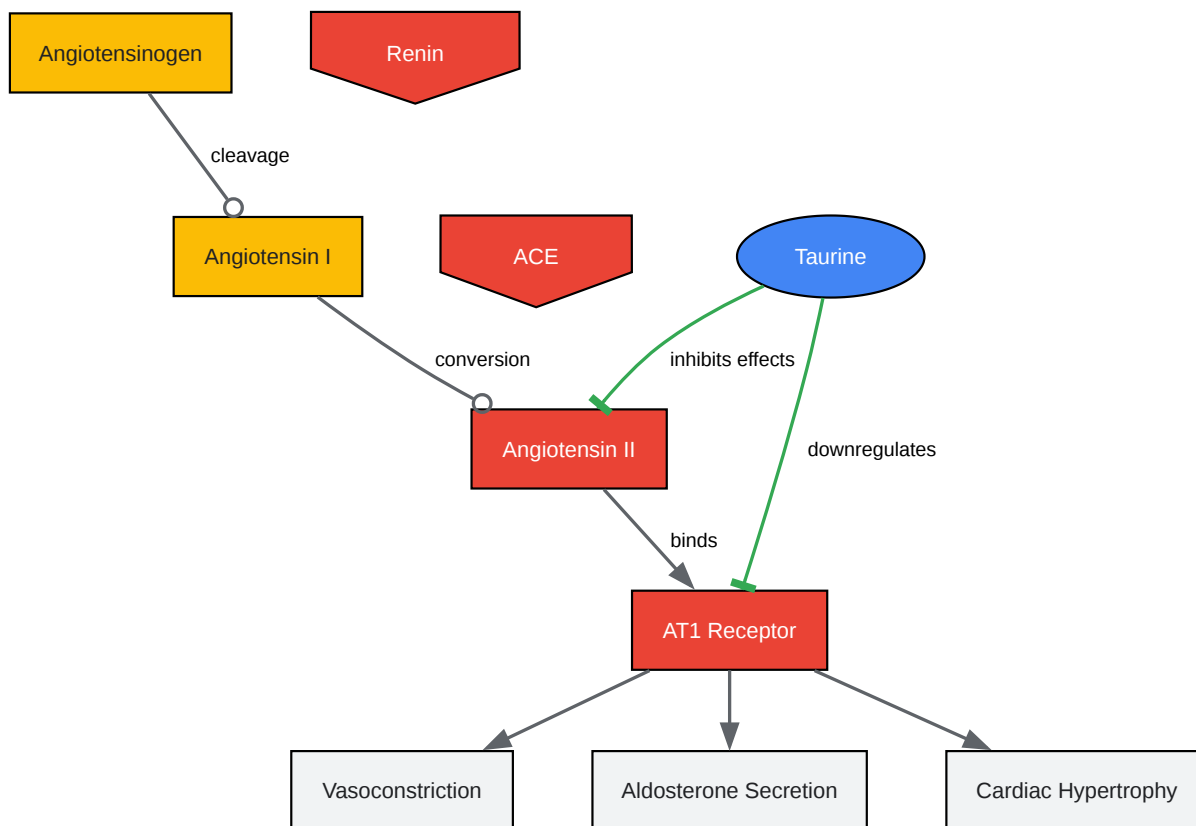 Angiotensinogen
Renin
cleavage
Angiotensin I
ACE
Taurine
conversion
inhibits effects
Angiotensin II
downregulates
binds
AT1 Receptor
Vasoconstriction
Aldosterone Secretion
Cardiac Hypertrophy